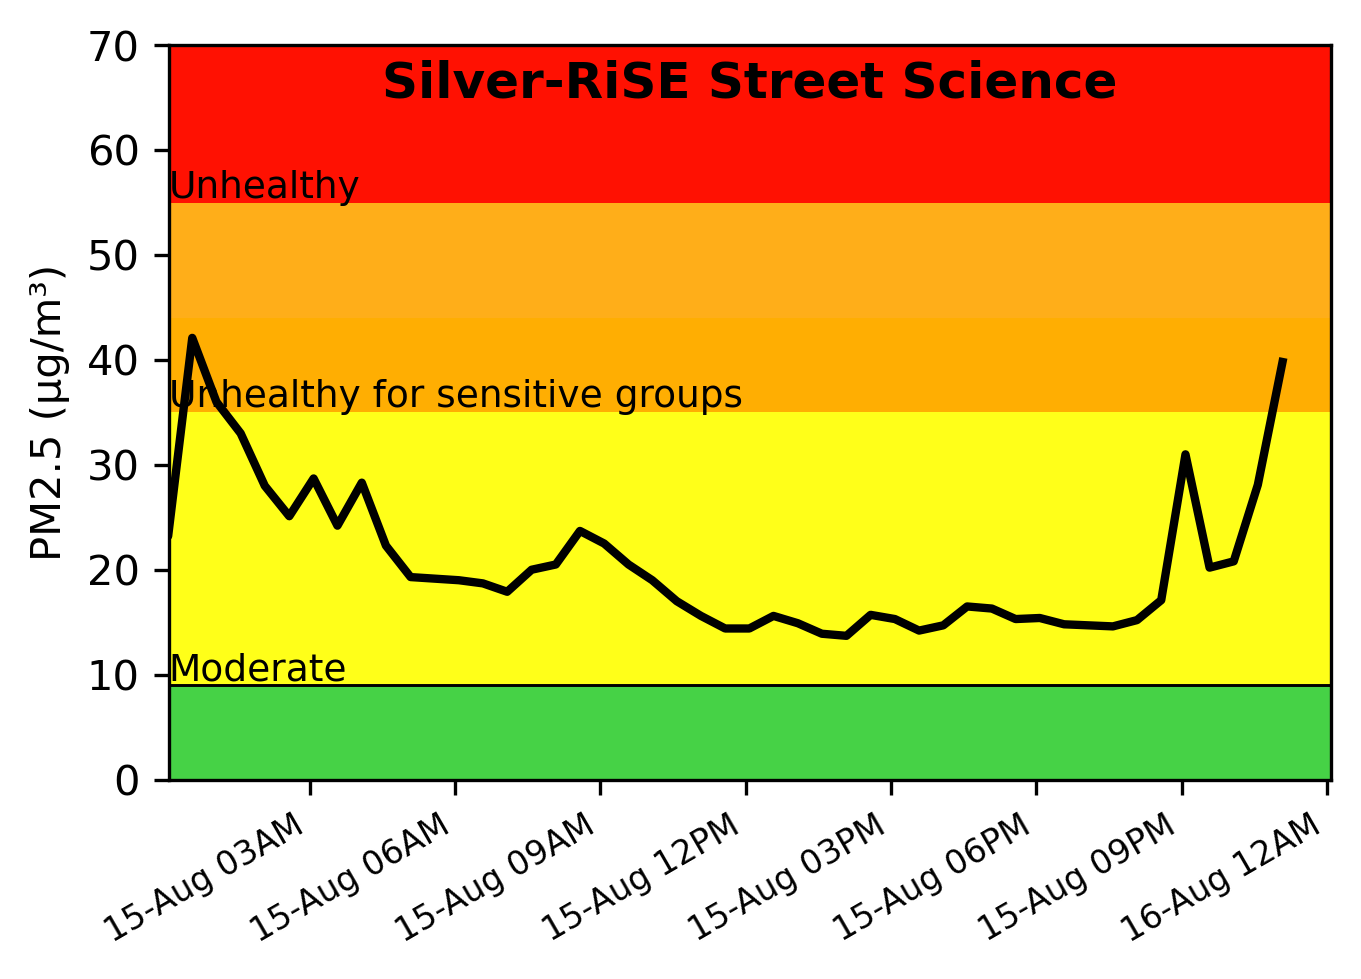 Silver-RiSE Street Science
PM2.5 (µg/m³)
70
60
50
40
30
20
10
0
Unhealthy
Unhealthy for sensitive groups
Moderate
15-Aug 03AM
15-Aug 06AM
15-Aug 09AM
15-Aug 12PM
15-Aug 03PM
15-Aug 06PM
15-Aug 09PM
16-Aug 12AM